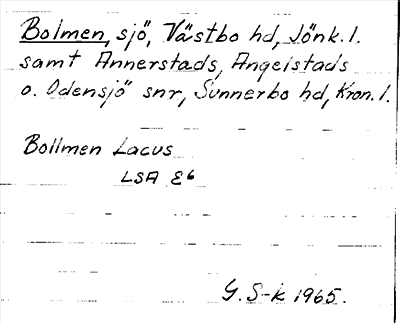 Bolmen, sjö, Västbo hd, Jönk. l.
samt Annerstads, Angelstads
o. Odensjö snr, Sunnerbo hd, Kron. l.
Bollmen Lacus
LSA E6
G. S-k 1965.